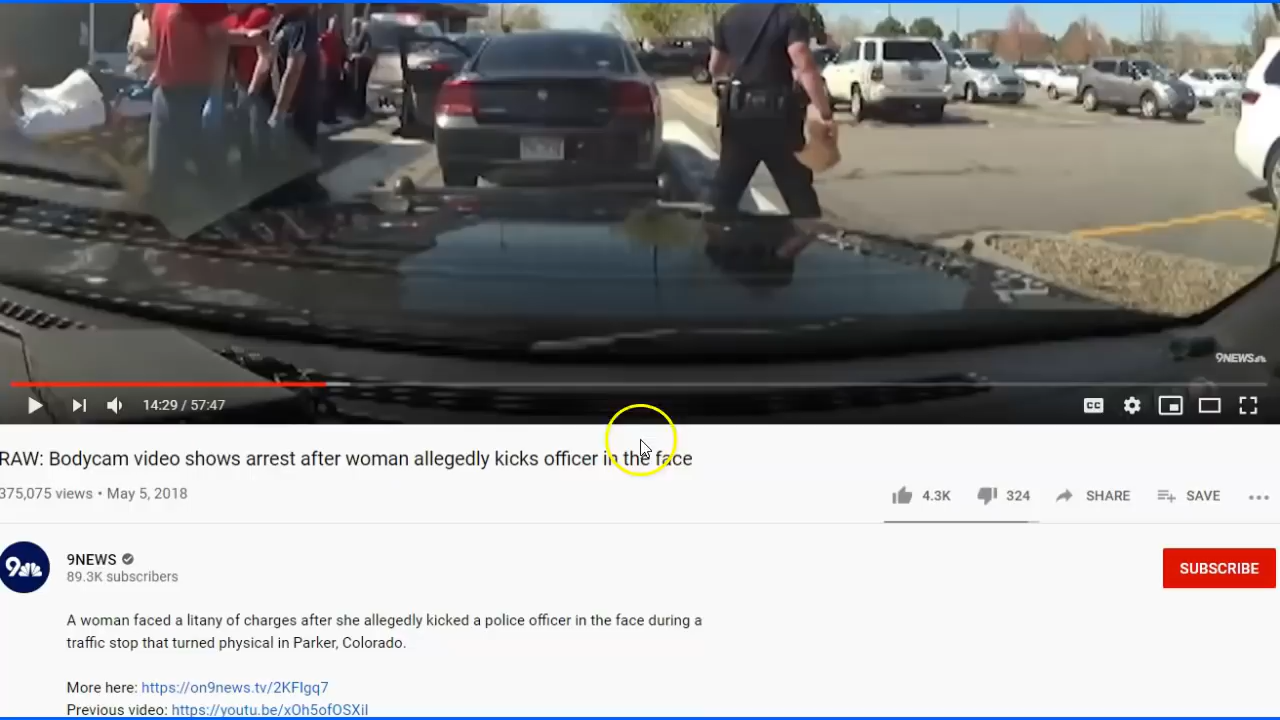 9NEWS
14:29 / 57:47
CC
RAW: Bodycam video shows arrest after woman allegedly kicks officer in the face
375,075 views • May 5, 2018
4.3K 324 SHARE SAVE
9
9NEWS
89.3K subscribers
SUBSCRIBE
A woman faced a litany of charges after she allegedly kicked a police officer in the face during a
traffic stop that turned physical in Parker, Colorado.
More here: https://on9news.tv/2KFIgq7
Previous video: https://youtu.be/xOh5ofOSXiI